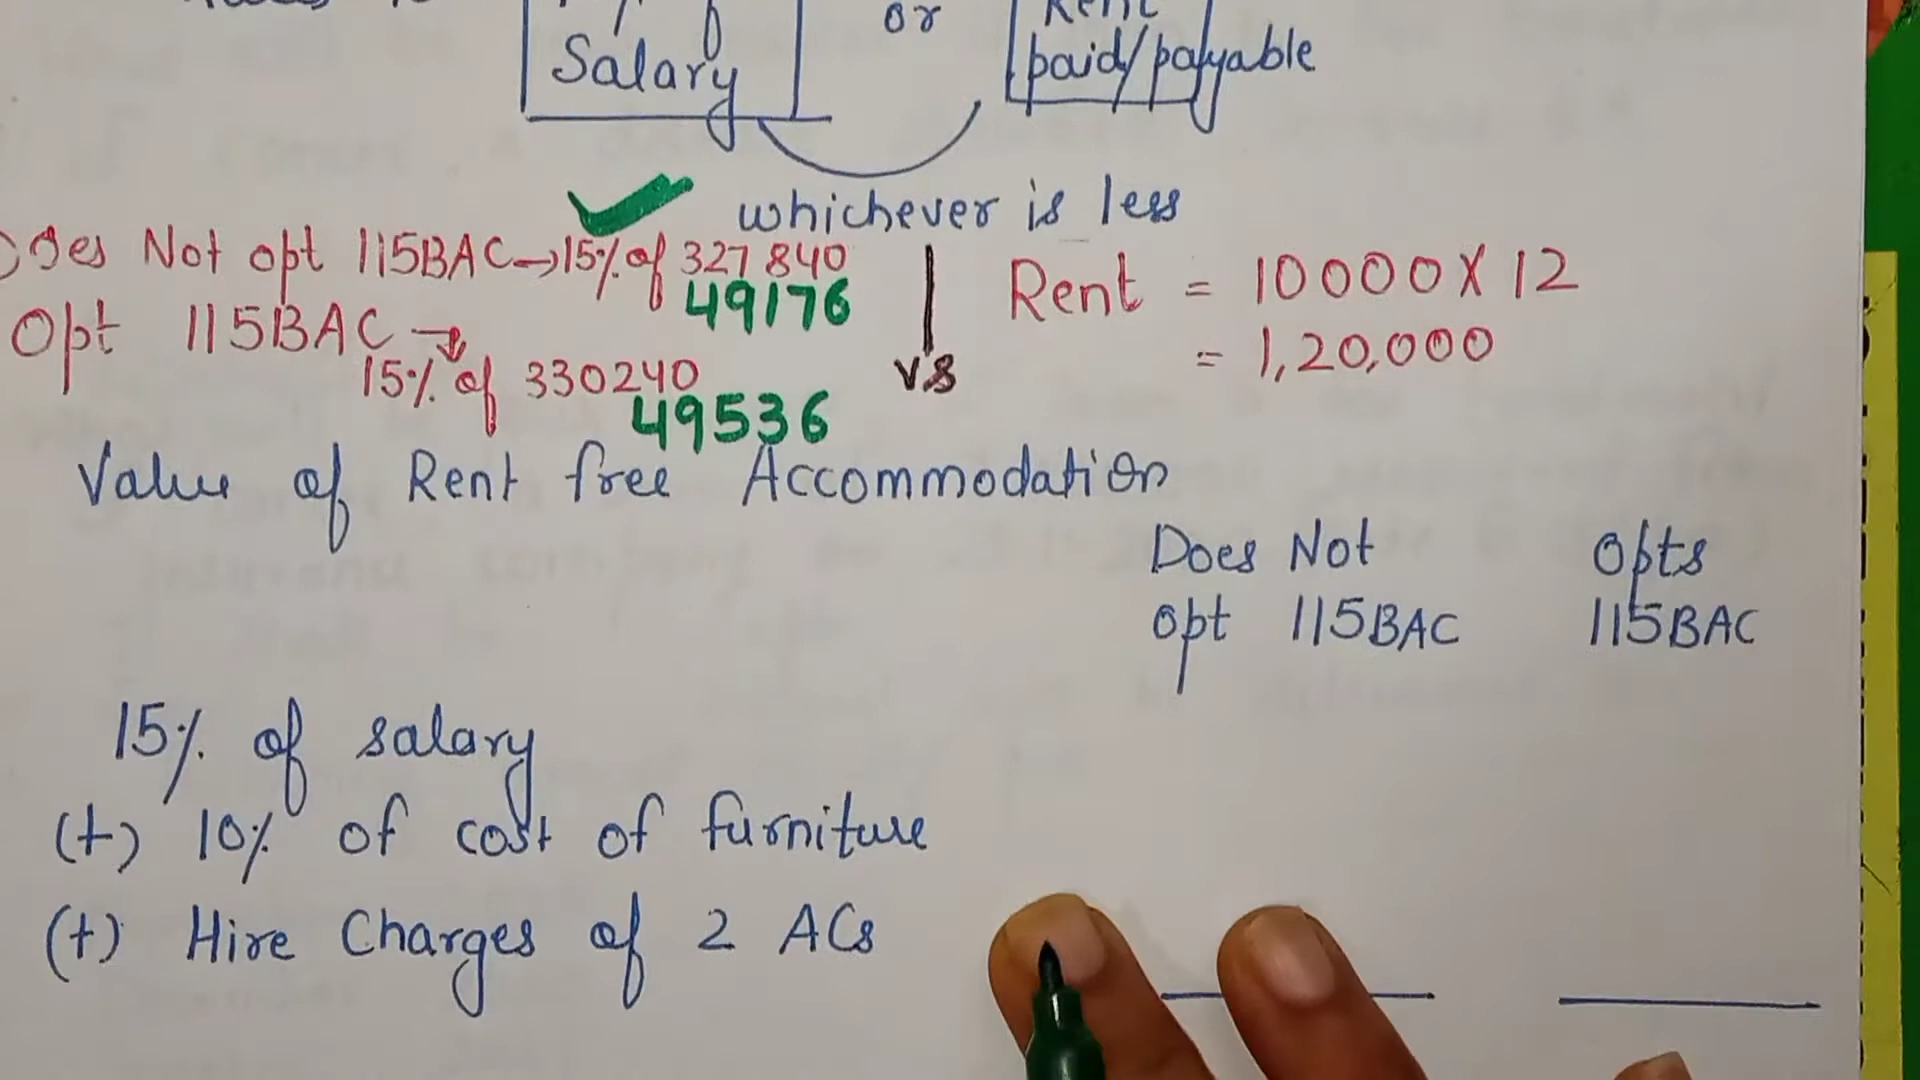 Salary
or
Rent
paid/payable
whichever is less
Does Not opt 115BAC→15% of 327840
49176
Opt 115BAC →
15% of 330240
49536
vs
Rent = 10000 X 12
= 1,20,000
Value of Rent free Accommodation
Does Not
opt 115BAC
Opts
115BAC
15% of salary
(+) 10% of cost of furniture
(+) Hire Charges of 2 ACs